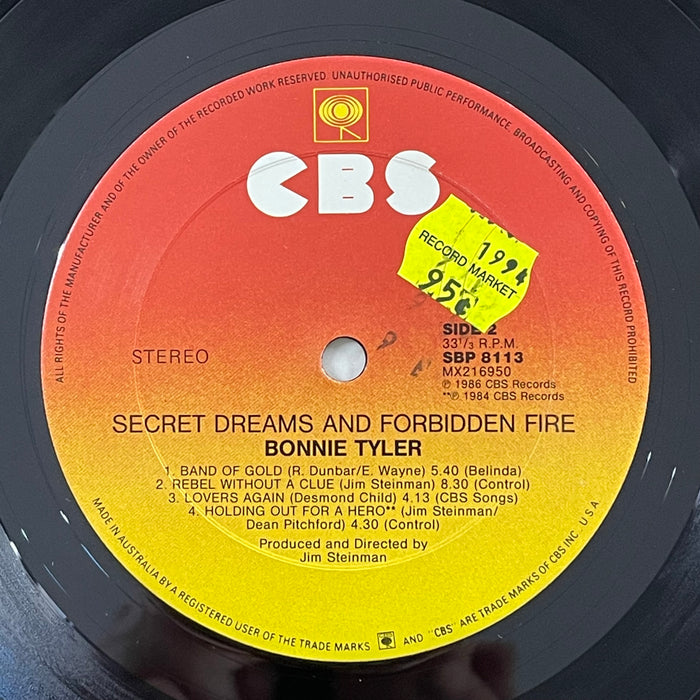 ALL RIGHTS OF THE MANUFACTURER AND OF THE OWNER OF THE RECORDED WORK RESERVED. UNAUTHORISED PUBLIC PERFORMANCE, BROADCASTING AND COPYING OF THIS RECORD PROHIBITED
CBS
1994
RECORD MARKET
95¢
SIDE 2
STEREO
33 1/3 R.P.M.
SBP 8113
MX216950
℗ 1986 CBS Records
**℗ 1984 CBS Records
SECRET DREAMS AND FORBIDDEN FIRE
BONNIE TYLER
1. BAND OF GOLD (R. Dunbar/E. Wayne) 5.40 (Belinda)
2. REBEL WITHOUT A CLUE (Jim Steinman) 8.30 (Control)
3. LOVERS AGAIN (Desmond Child) 4.13 (CBS Songs)
4. HOLDING OUT FOR A HERO** (Jim Steinman/
Dean Pitchford) 4.30 (Control)
Produced and Directed by
Jim Steinman
MADE IN AUSTRALIA BY A REGISTERED USER OF THE TRADE MARKS AND "CBS" ARE TRADE MARKS OF CBS INC. U.S.A.